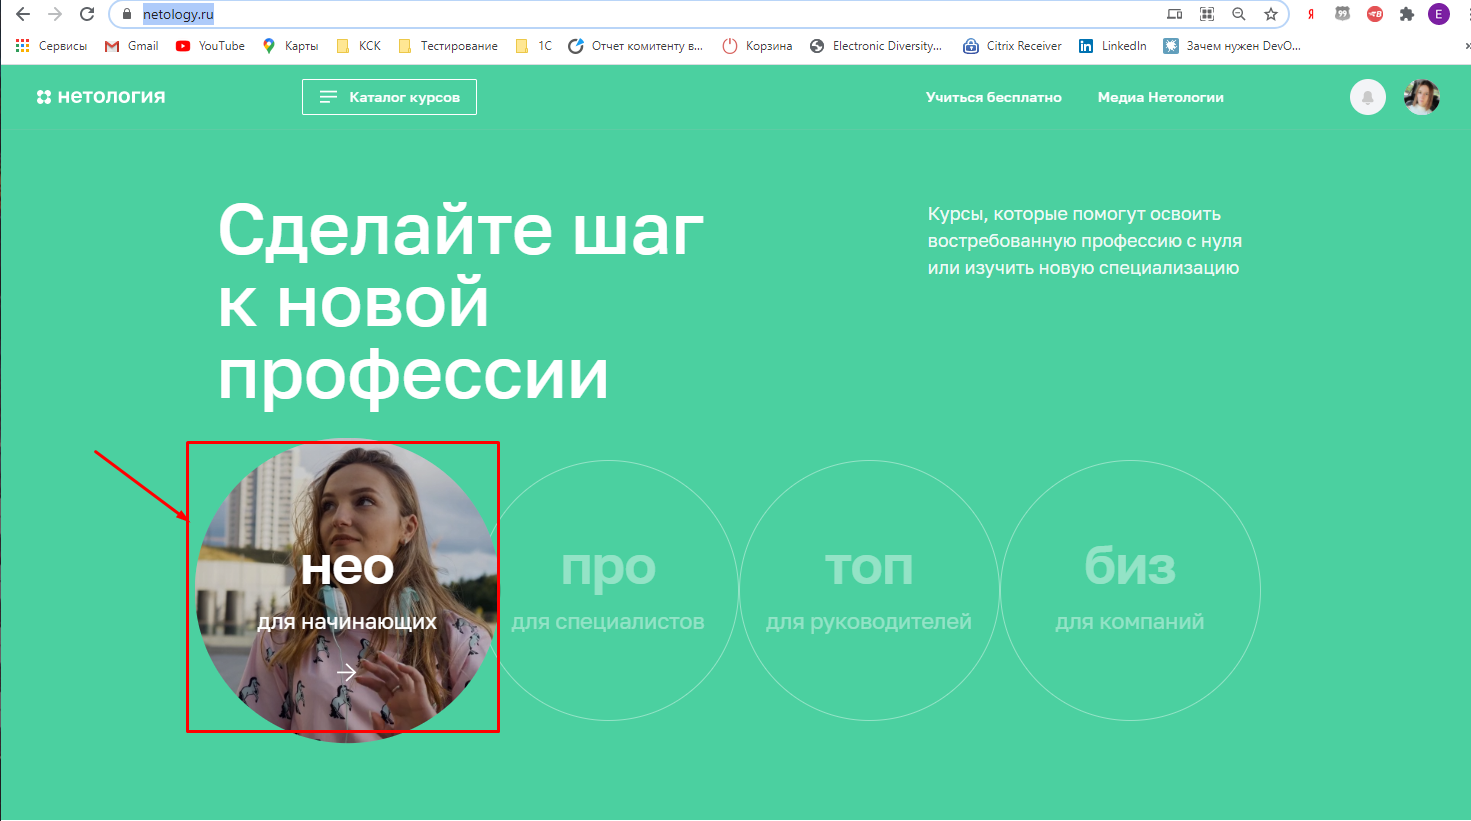 netology.ru
Я
99
E
Сервисы
Gmail
YouTube
Карты
КСК
Тестирование
1С
Отчет комитенту в...
Корзина
Electronic Diversity...
Citrix Receiver
in
LinkedIn
Зачем нужен DevO...
»
нетология
Каталог курсов
Учиться бесплатно
Медиа Нетологии
Сделайте шаг
к новой
профессии
Курсы, которые помогут освоить
востребованную профессию с нуля
или изучить новую специализацию
нео
для начинающих
про
для специалистов
топ
для руководителей
биз
для компаний